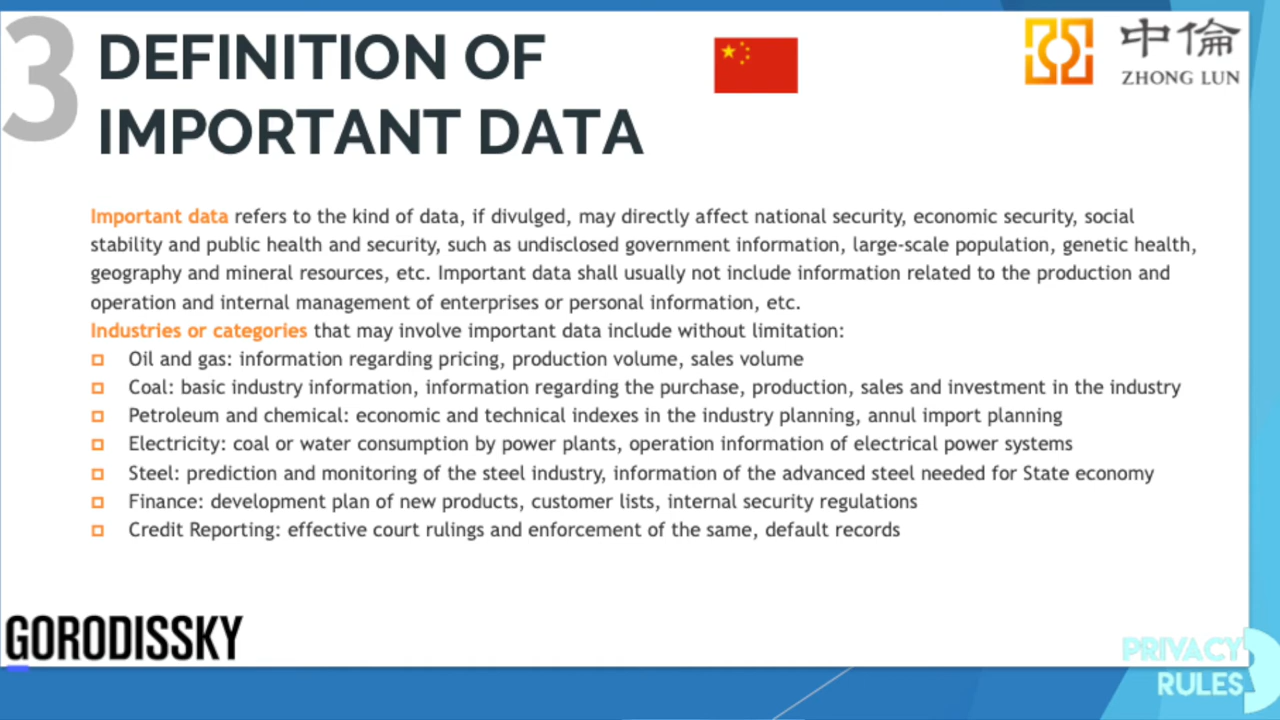 3
DEFINITION OF
IMPORTANT DATA
中倫
ZHONG LUN
Important data refers to the kind of data, if divulged, may directly affect national security, economic security, social
stability and public health and security, such as undisclosed government information, large-scale population, genetic health,
geography and mineral resources, etc. Important data shall usually not include information related to the production and
operation and internal management of enterprises or personal information, etc.
Industries or categories that may involve important data include without limitation:
Oil and gas: information regarding pricing, production volume, sales volume
Coal: basic industry information, information regarding the purchase, production, sales and investment in the industry
Petroleum and chemical: economic and technical indexes in the industry planning, annul import planning
Electricity: coal or water consumption by power plants, operation information of electrical power systems
Steel: prediction and monitoring of the steel industry, information of the advanced steel needed for State economy
Finance: development plan of new products, customer lists, internal security regulations
Credit Reporting: effective court rulings and enforcement of the same, default records
GORODISSKY
PRIVACY
RULES